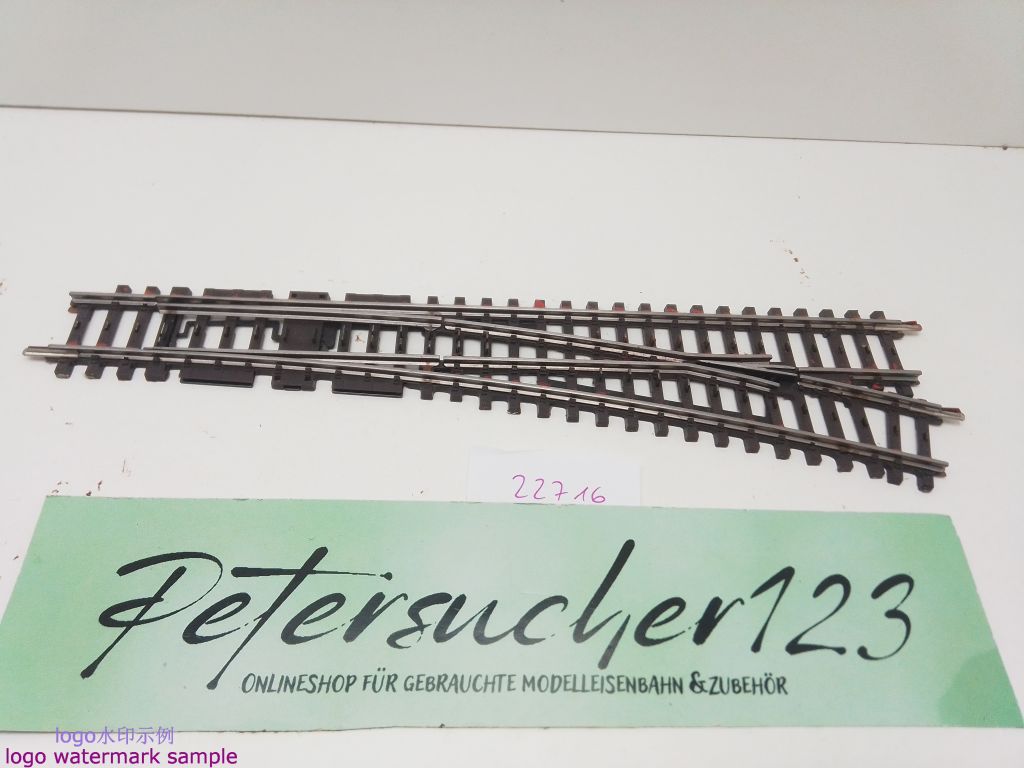 22716
Petersucher123
ONLINESHOP FÜR GEBRAUCHTE MODELLEISENBAHN & ZUBEHÖR
logo水印示例
logo watermark sample